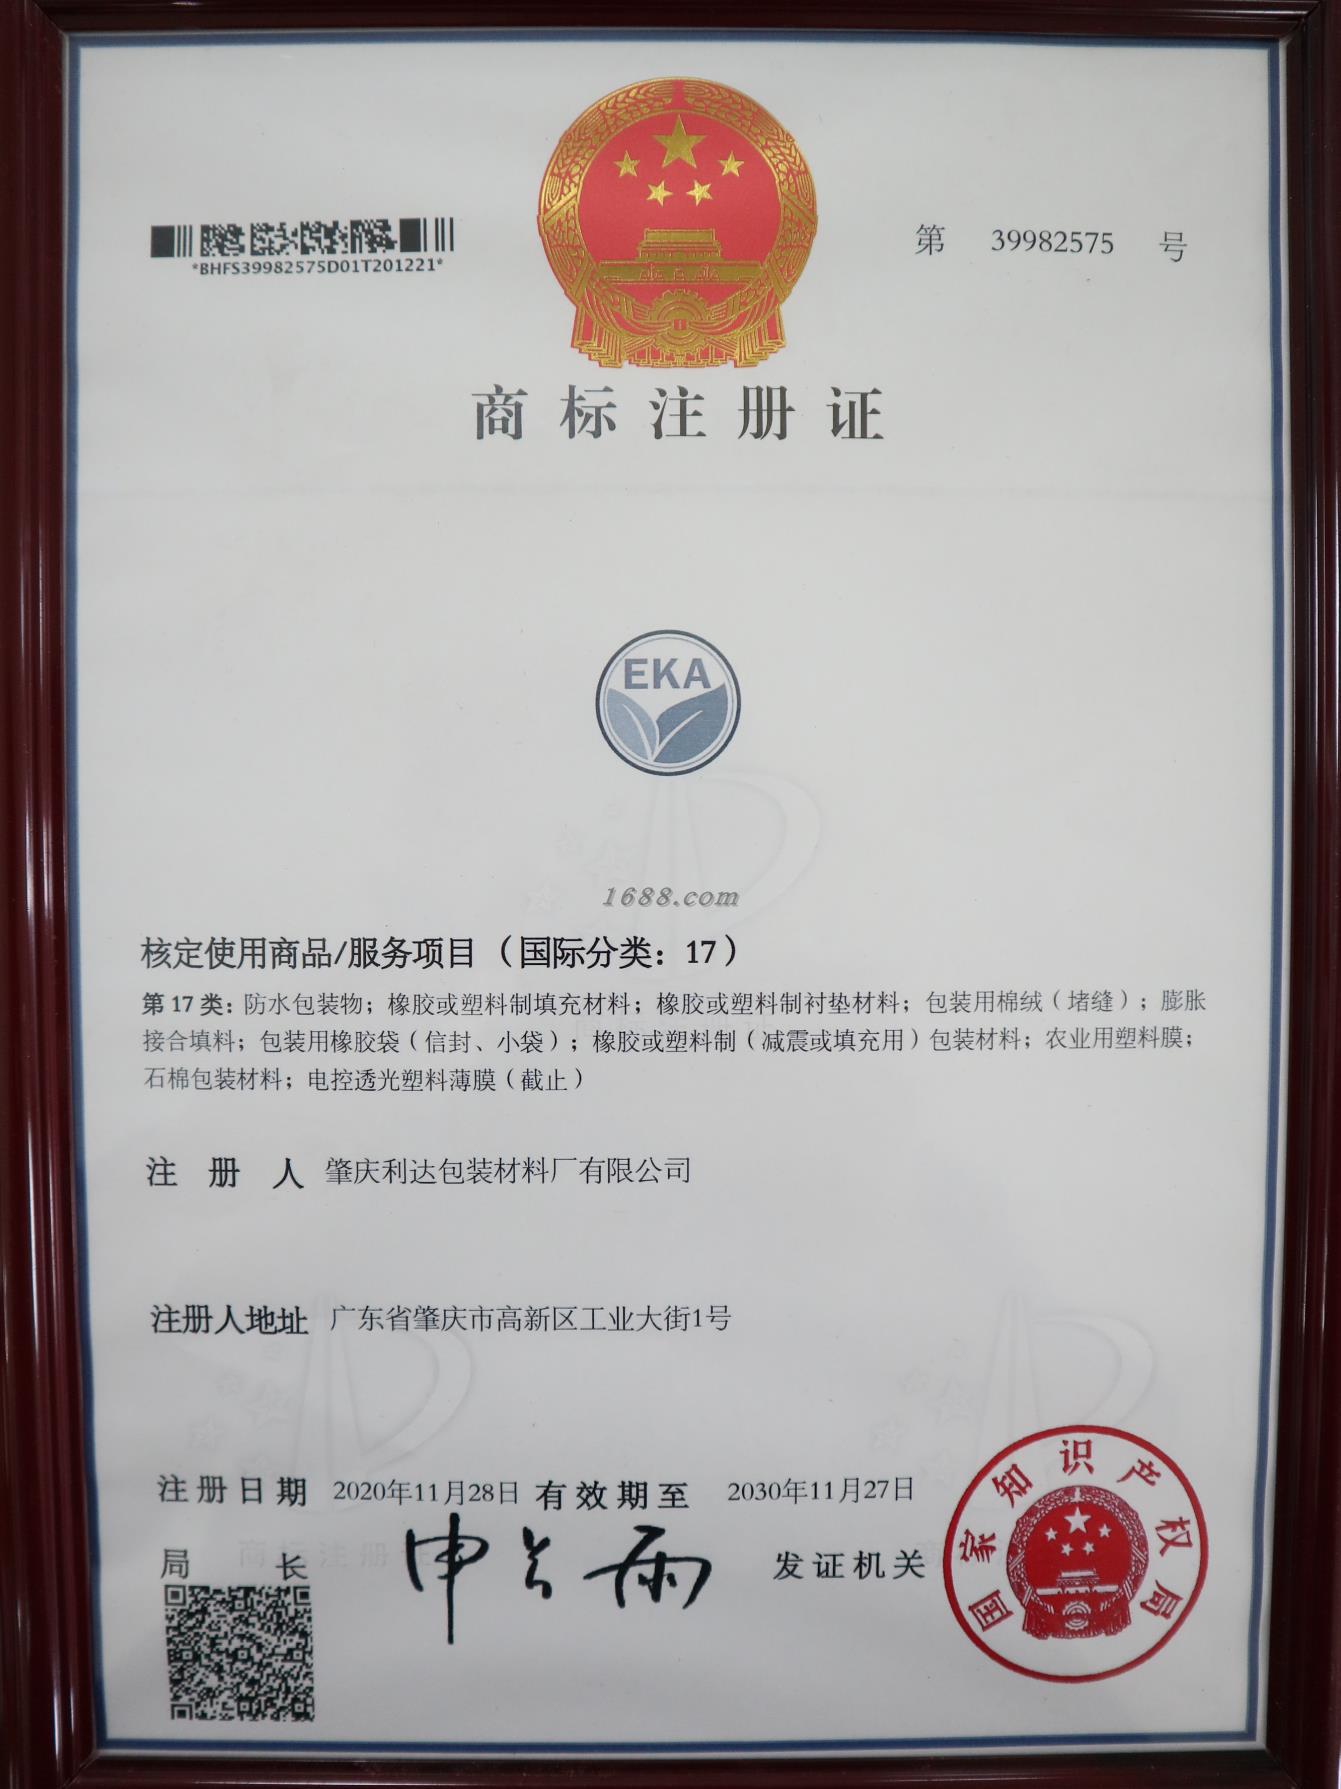 *BHFS39982575D01T201221*
第 39982575 号
商标注册证
EKA
1688.com
核定使用商品/服务项目（国际分类：17）
第 17 类：防水包装物；橡胶或塑料制填充材料；橡胶或塑料制衬垫材料；包装用棉绒（堵缝）；膨胀
接合填料；包装用橡胶袋（信封、小袋）；橡胶或塑料制（减震或填充用）包装材料；农业用塑料膜；
石棉包装材料；电控透光塑料薄膜（截止）
注册人 肇庆利达包装材料厂有限公司
注册人地址 广东省肇庆市高新区工业大街1号
注册日期 2020年11月28日 有效期至 2030年11月27日
局长 申长雨 发证机关
国家知识产权局
商标注册证